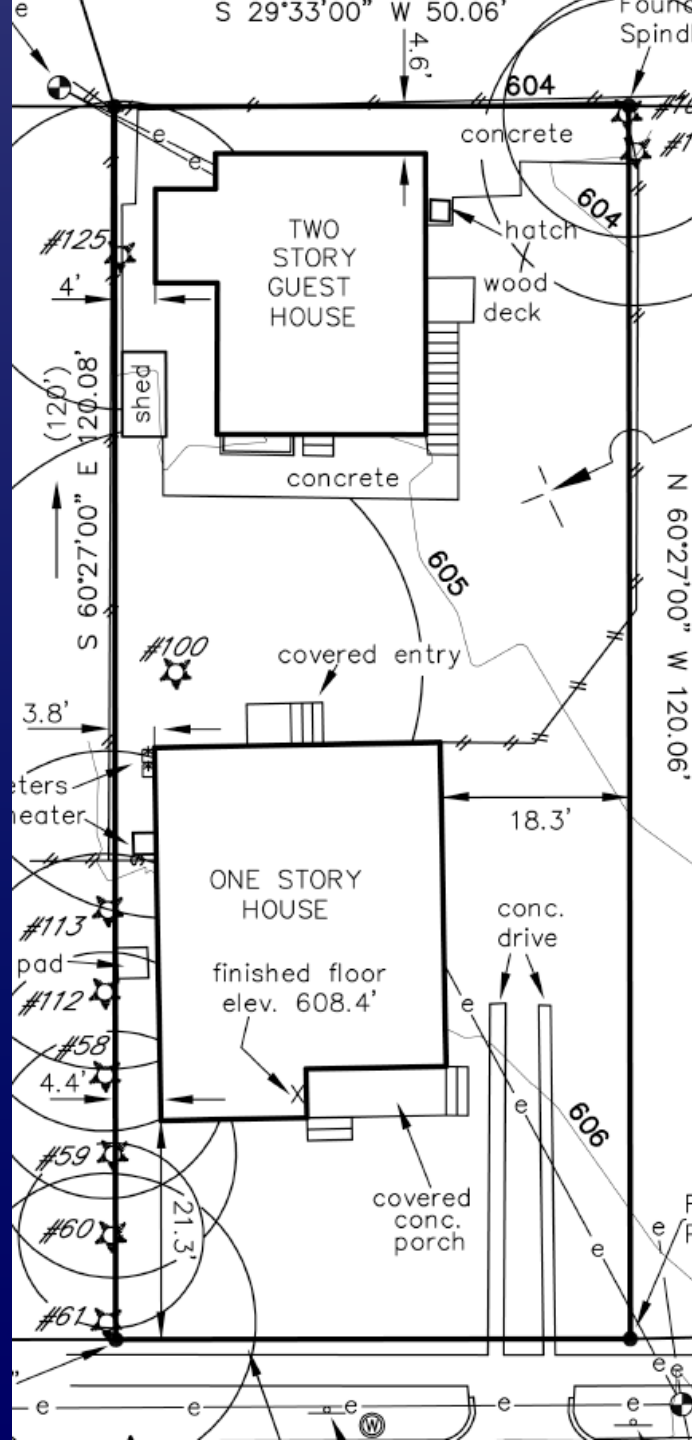 e
S 29°33'00" W 50.06'
Spindl
4.6'
604
concrete
e
#125
TWO
STORY
GUEST
HOUSE
hatch
604
4'
wood
deck
(120')
S 60°27'00" E 120.08'
shed
concrete
N 60°27'00" W 120.06'
605
#100
covered entry
3.8'
eters
heater
18.3'
ONE STORY
HOUSE
#113
conc.
drive
pad
finished floor
elev. 608.4'
#112
e
#58
4.4'
e
606
#59
covered
conc.
porch
21.3'
#60
e
e
#61
e
e
e
e
e
e
e
e
W